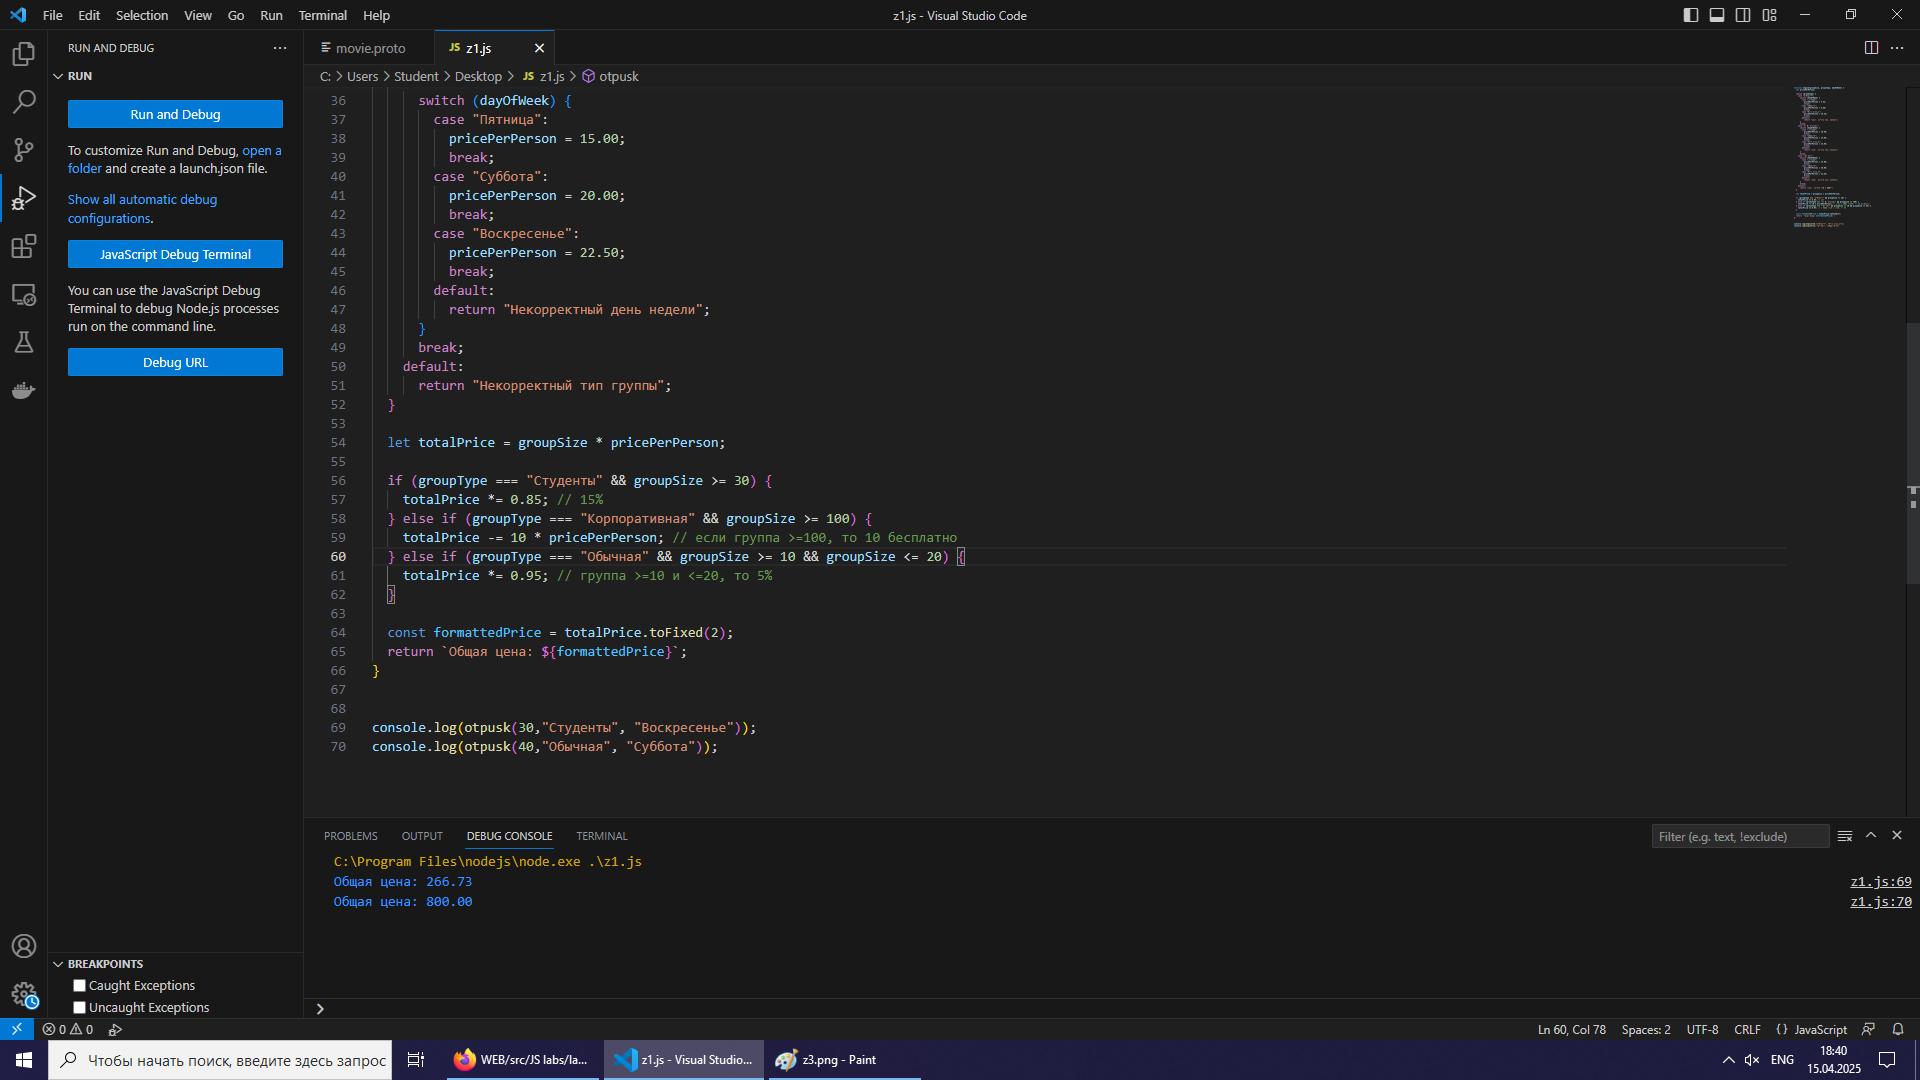 File Edit Selection View Go Run Terminal Help
z1.js - Visual Studio Code
RUN AND DEBUG
RUN
Run and Debug
To customize Run and Debug, open a
folder and create a launch.json file.
Show all automatic debug
configurations.
JavaScript Debug Terminal
You can use the JavaScript Debug
Terminal to debug Node.js processes
run on the command line.
Debug URL
BREAKPOINTS
Caught Exceptions
Uncaught Exceptions
movie.proto
JS z1.js
C: > Users > Student > Desktop > JS z1.js > otpusk
36 switch (dayOfWeek) {
37 case "Пятница":
38 pricePerPerson = 15.00;
39 break;
40 case "Суббота":
41 pricePerPerson = 20.00;
42 break;
43 case "Воскресенье":
44 pricePerPerson = 22.50;
45 break;
46 default:
47 return "Некорректный день недели";
48 }
49 break;
50 default:
51 return "Некорректный тип группы";
52 }
53
54 let totalPrice = groupSize * pricePerPerson;
55
56 if (groupType === "Студенты" && groupSize >= 30) {
57 totalPrice *= 0.85; // 15%
58 } else if (groupType === "Корпоративная" && groupSize >= 100) {
59 totalPrice -= 10 * pricePerPerson; // если группа >=100, то 10 бесплатно
60 } else if (groupType === "Обычная" && groupSize >= 10 && groupSize <= 20) {
61 totalPrice *= 0.95; // группа >=10 и <=20, то 5%
62 }
63
64 const formattedPrice = totalPrice.toFixed(2);
65 return `Общая цена: ${formattedPrice}`;
66 }
67
68
69 console.log(otpusk(30,"Студенты", "Воскресенье"));
70 console.log(otpusk(40,"Обычная", "Суббота"));
PROBLEMS OUTPUT DEBUG CONSOLE TERMINAL
Filter (e.g. text, !exclude)
C:\Program Files\nodejs\node.exe .\z1.js
Общая цена: 266.73 z1.js:69
Общая цена: 800.00 z1.js:70
0 0
Ln 60, Col 78 Spaces: 2 UTF-8 CRLF {} JavaScript
Чтобы начать поиск, введите здесь запрос
WEB/src/JS labs/la...
z1.js - Visual Studio...
z3.png - Paint
ENG
18:40
15.04.2025